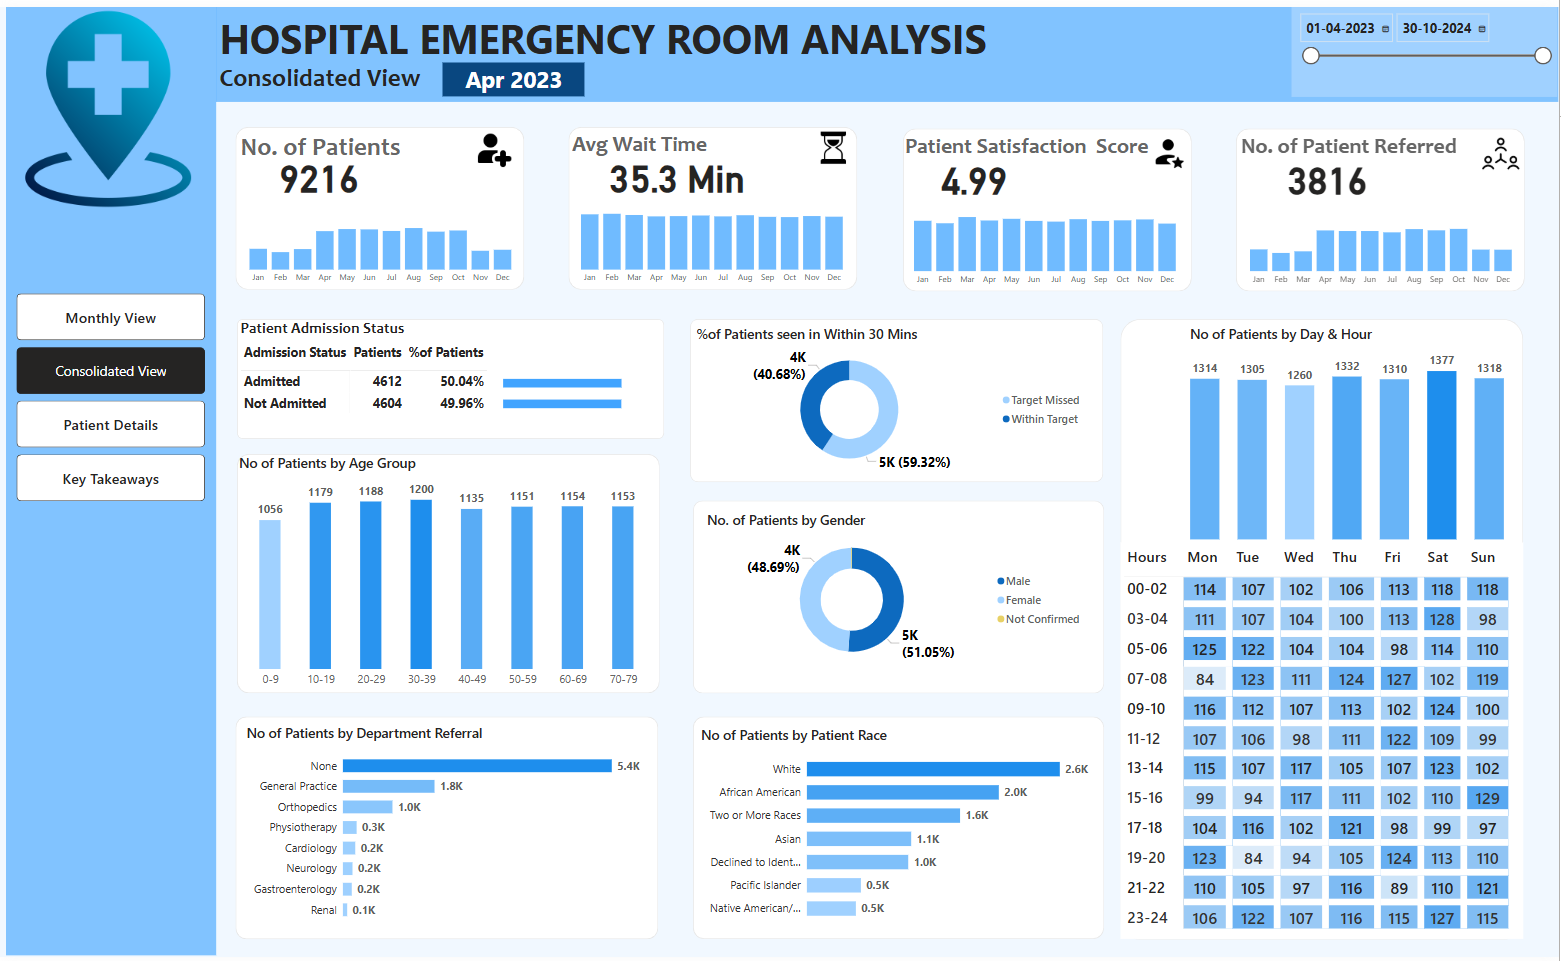 HOSPITAL EMERGENCY ROOM ANALYSIS
Consolidated View Apr 2023
01-04-2023 30-10-2024
Monthly View
Consolidated View
Patient Details
Key Takeaways
No. of Patients
9216
Jan Feb Mar Apr May Jun Jul Aug Sep Oct Nov Dec
Avg Wait Time
35.3 Min
Jan Feb Mar Apr May Jun Jul Aug Sep Oct Nov Dec
Patient Satisfaction Score
4.99
Jan Feb Mar Apr May Jun Jul Aug Sep Oct Nov Dec
No. of Patient Referred
3816
Jan Feb Mar Apr May Jun Jul Aug Sep Oct Nov Dec
Patient Admission Status
Admission Status Patients %of Patients
Admitted 4612 50.04%
Not Admitted 4604 49.96%
No of Patients by Age Group
1056 1179 1188 1200 1135 1151 1154 1153
0-9 10-19 20-29 30-39 40-49 50-59 60-69 70-79
No of Patients by Department Referral
None 5.4K
General Practice 1.8K
Orthopedics 1.0K
Physiotherapy 0.3K
Cardiology 0.2K
Neurology 0.2K
Gastroenterology 0.2K
Renal 0.1K
%of Patients seen in Within 30 Mins
4K
(40.68%)
5K (59.32%)
Target Missed
Within Target
No. of Patients by Gender
4K
(48.69%)
5K
(51.05%)
Male
Female
Not Confirmed
No of Patients by Patient Race
White 2.6K
African American 2.0K
Two or More Races 1.6K
Asian 1.1K
Declined to Ident... 1.0K
Pacific Islander 0.5K
Native American/... 0.5K
No of Patients by Day & Hour
1314 1305 1260 1332 1310 1377 1318
Hours Mon Tue Wed Thu Fri Sat Sun
00-02 114 107 102 106 113 118 118
03-04 111 107 104 100 113 128 98
05-06 125 122 104 104 98 114 110
07-08 84 123 111 124 127 102 119
09-10 116 112 107 113 102 124 100
11-12 107 106 98 111 122 109 99
13-14 115 107 117 105 107 123 102
15-16 99 94 117 111 102 110 129
17-18 104 116 102 121 98 99 97
19-20 123 84 94 105 124 113 110
21-22 110 105 97 116 89 110 121
23-24 106 122 107 116 115 127 115